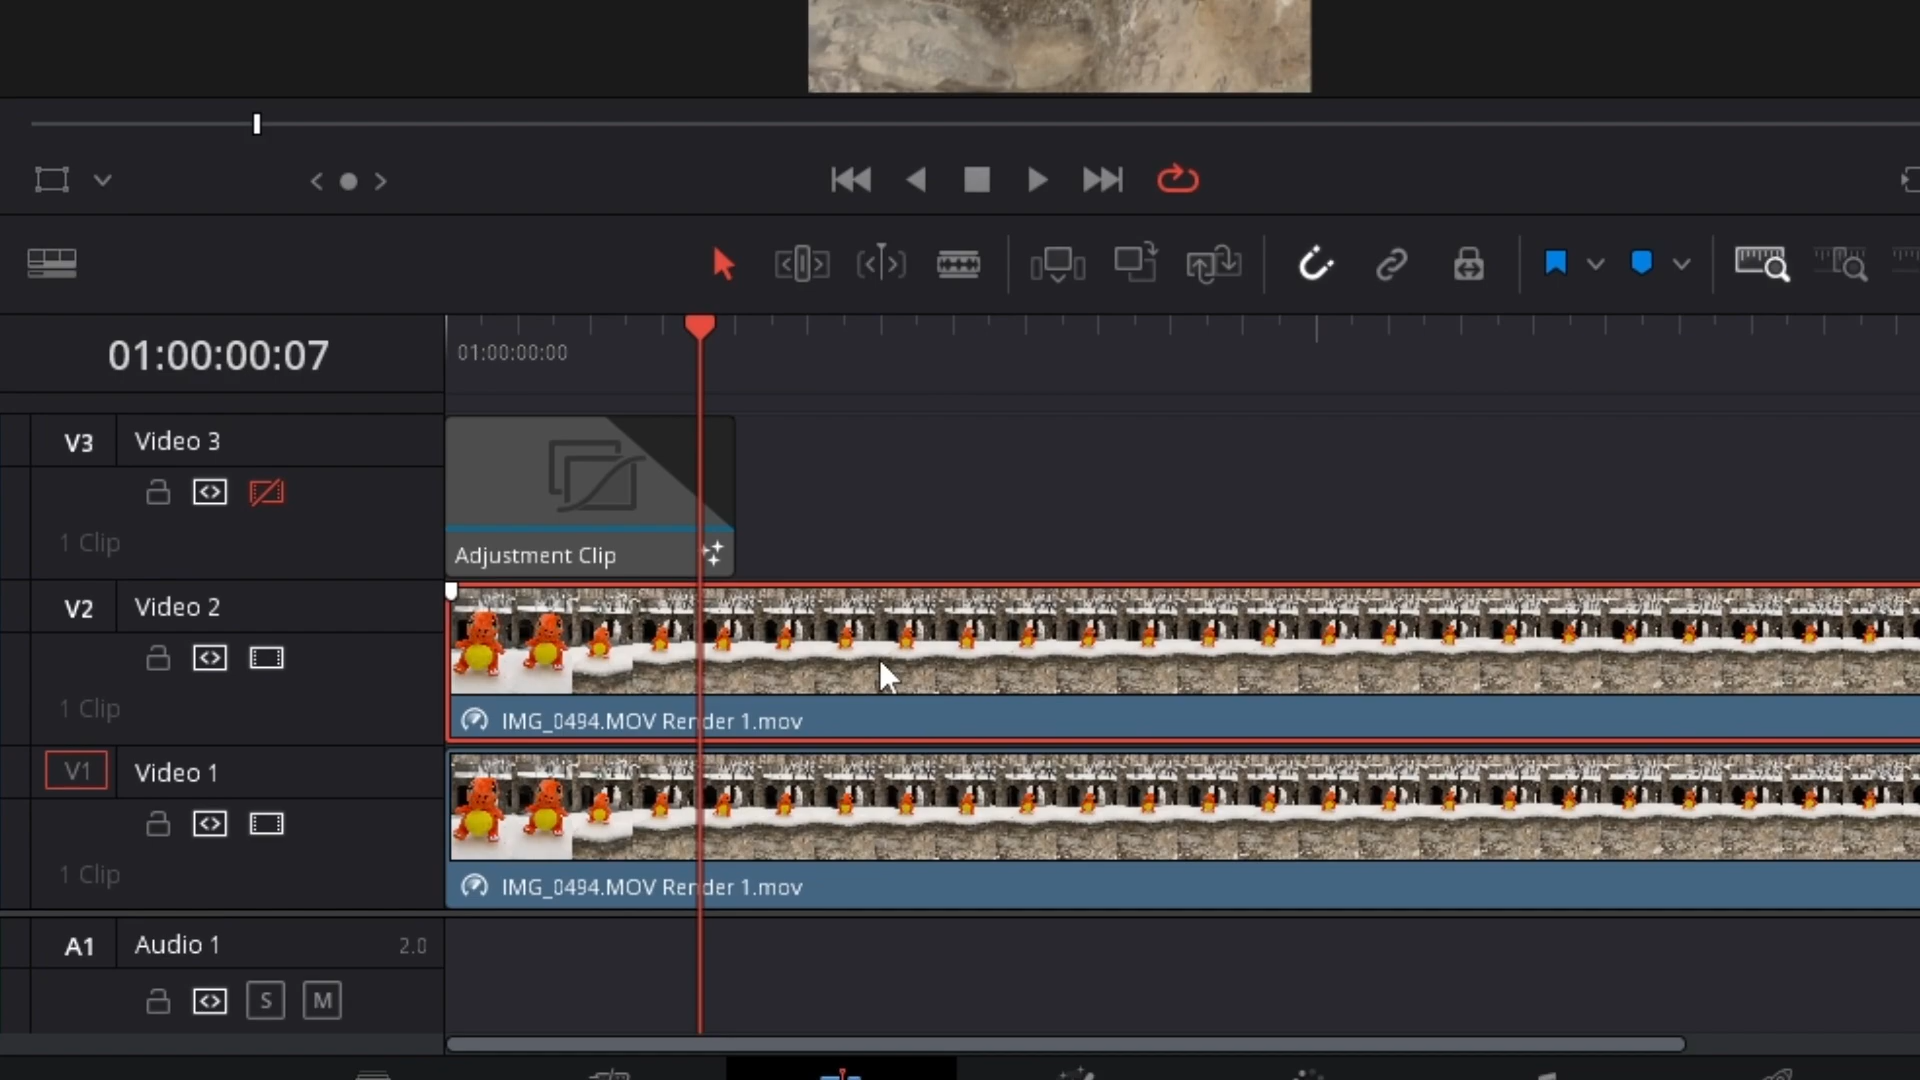 01:00:00:07
01:00:00:00
V3 Video 3
1 Clip
Adjustment Clip
V2 Video 2
1 Clip
IMG_0494.MOV Render 1.mov
V1 Video 1
1 Clip
IMG_0494.MOV Render 1.mov
A1 Audio 1 2.0
S M